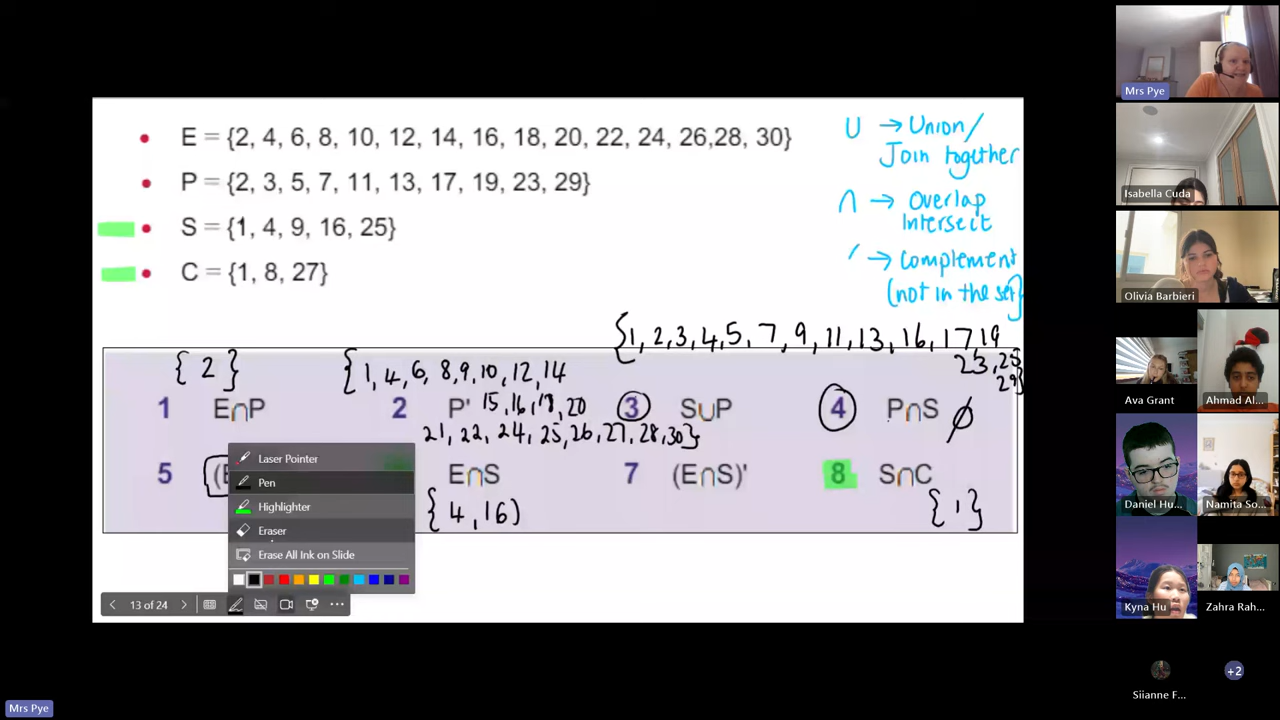 E = {2, 4, 6, 8, 10, 12, 14, 16, 18, 20, 22, 24, 26,28, 30}
P = {2, 3, 5, 7, 11, 13, 17, 19, 23, 29}
S = {1, 4, 9, 16, 25}
C = {1, 8, 27}
∪ → Union/
Join together
∩ → Overlap
Intersect
′ → Complement
(not in the set)
{1, 2, 3, 4, 5, 7, 9, 11, 13, 16, 17 19
23, 25
29}
{ 2 }
{1, 4, 6, 8, 9, 10, 12, 14
1 E∩P
2 P' 15, 16, 18, 20
21, 22, 24, 25, 26, 27, 28, 30}
3 S∪P
4 P∩S ∅
5 ((
E∩S
{4, 16}
7 (E∩S)'
8 S∩C
{ 1 }
Laser Pointer
Pen
Highlighter
Eraser
Erase All Ink on Slide
13 of 24
Mrs Pye
Mrs Pye
Isabella Cuda
Olivia Barbieri
Ava Grant
Ahmad Al...
Daniel Hu...
Namita So...
Kyna Hu
Zahra Rah...
Siianne F...
+2